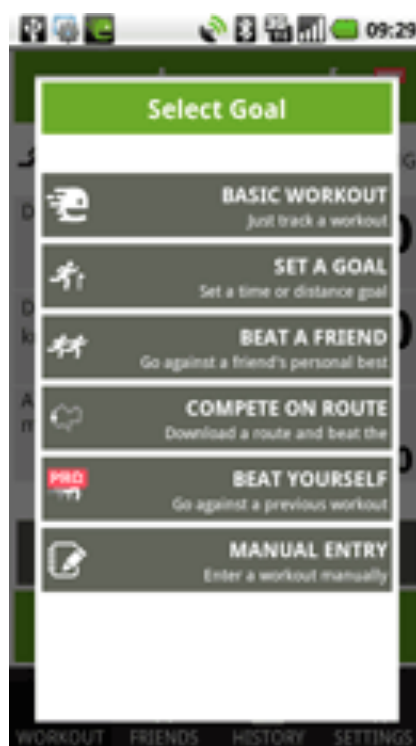 09:29
Select Goal
BASIC WORKOUT
Just track a workout
SET A GOAL
Set a time or distance goal
BEAT A FRIEND
Go against a friend's personal best
COMPETE ON ROUTE
Download a route and beat the
PRO
BEAT YOURSELF
Go against a previous workout
MANUAL ENTRY
Enter a workout manually
WORKOUT FRIENDS HISTORY SETTINGS